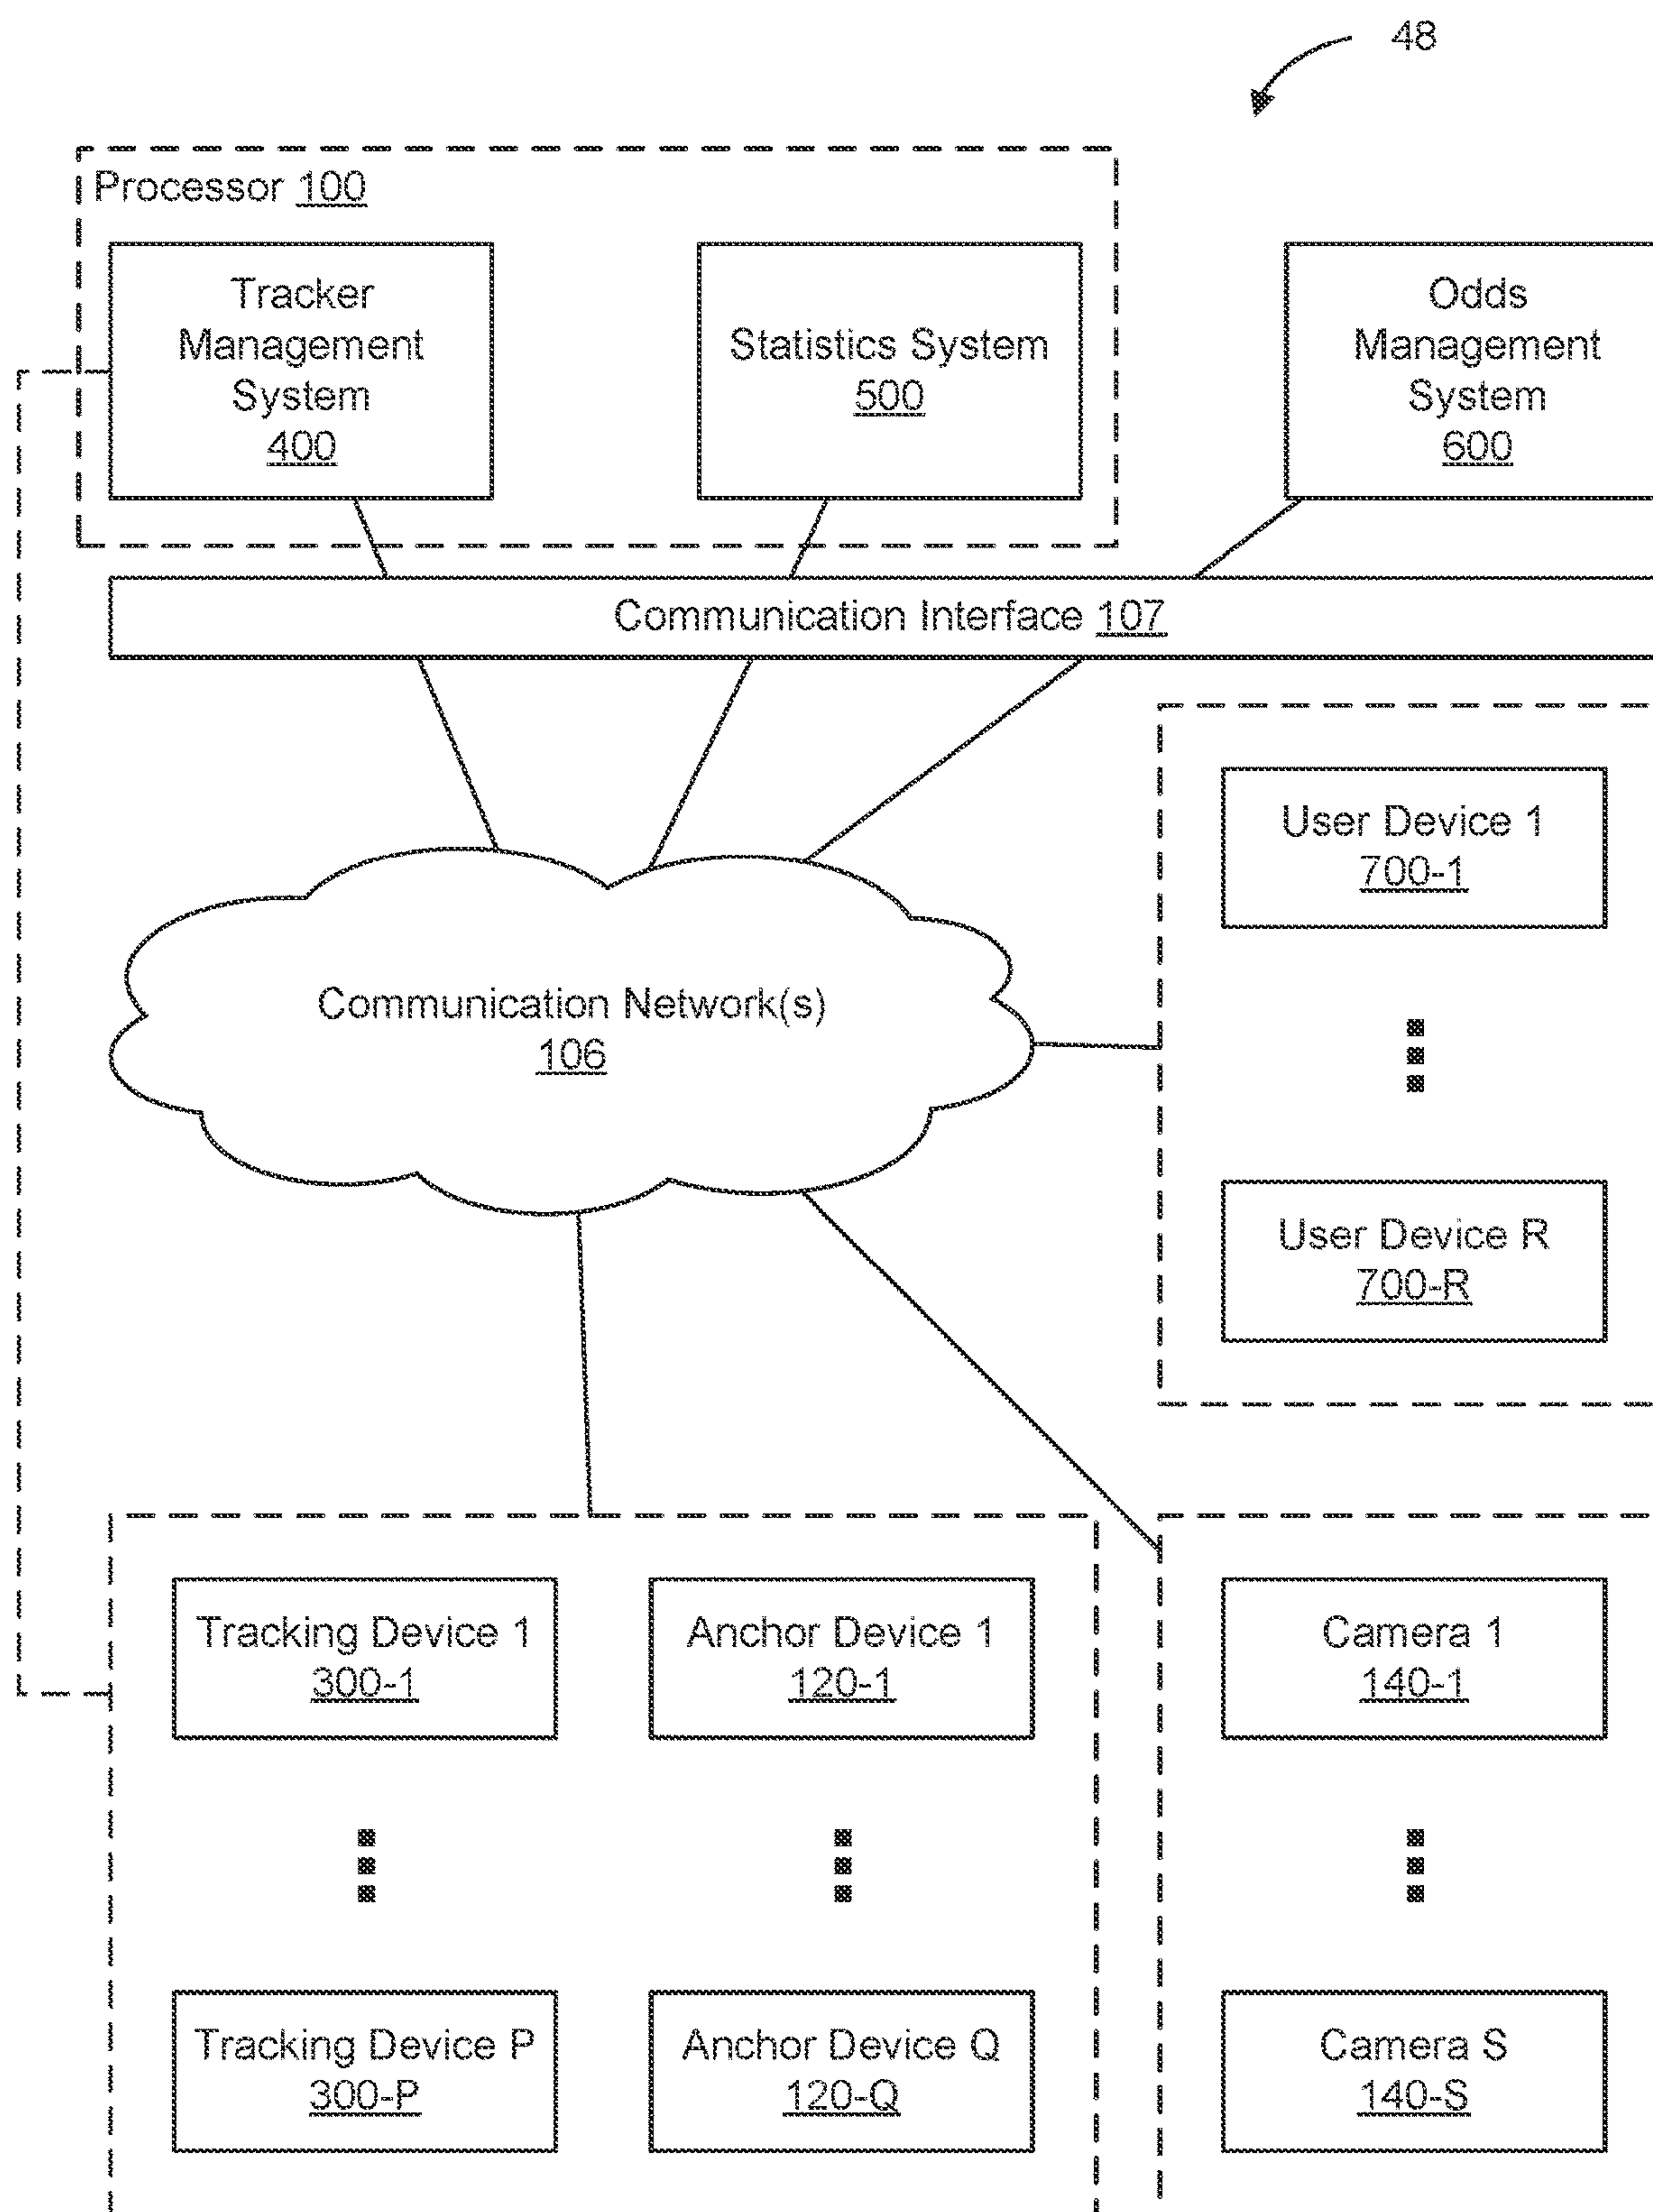 48
Processor 100
Tracker
Management
System
400
Statistics System
500
Odds
Management
System
600
Communication Interface 107
User Device 1
700-1
Communication Network(s)
106
User Device R
700-R
Tracking Device 1
300-1
Anchor Device 1
120-1
Camera 1
140-1
Tracking Device P
300-P
Anchor Device Q
120-Q
Camera S
140-S